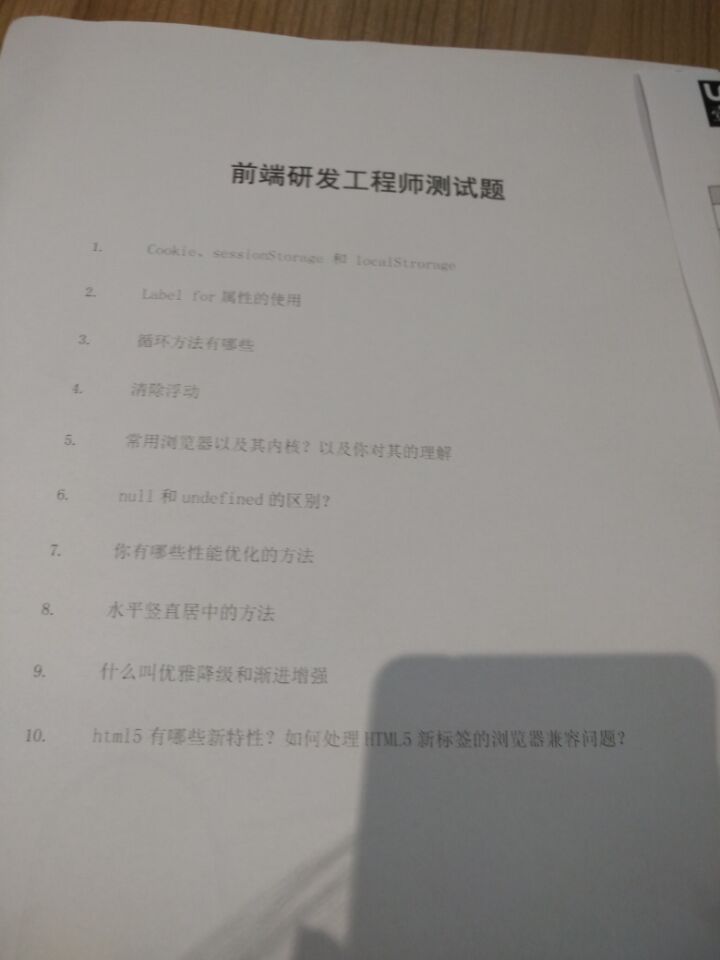 前端研发工程师测试题
1. Cookie、sessionStorage 和 localStrorage
2. Label for 属性的使用
3. 循环方法有哪些
4. 清除浮动
5. 常用浏览器以及其内核？以及你对其的理解
6. null 和 undefined 的区别？
7. 你有哪些性能优化的方法
8. 水平竖直居中的方法
9. 什么叫优雅降级和渐进增强
10. html5 有哪些新特性？如何处理 HTML5 新标签的浏览器兼容问题？